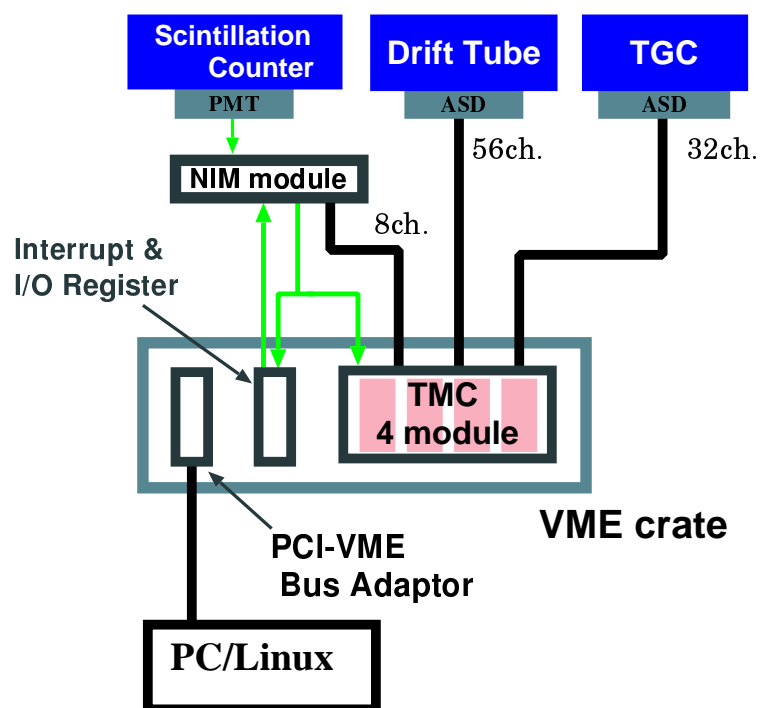 Scintillation
Counter
Drift Tube
TGC
PMT
ASD
ASD
56ch.
32ch.
NIM module
8ch.
Interrupt &
I/O Register
TMC
4 module
VME crate
PCI-VME
Bus Adaptor
PC/Linux